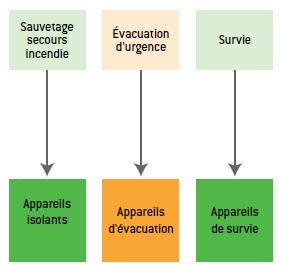 Sauvetage
secours
incendie
Évacuation
d'urgence
Survie
Appareils
isolants
Appareils
d'évacuation
Appareils
de survie